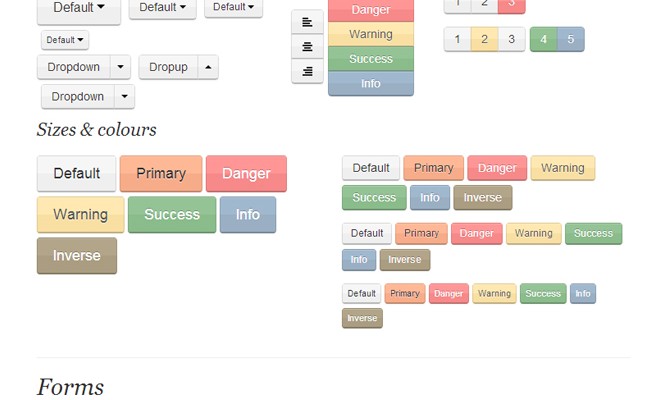 Default Default Default
Default
Dropdown Dropup
Dropdown
Danger
Warning
Success
Info
1 2 3
1 2 3 4 5
Sizes & colours
Default Primary Danger
Warning Success Info
Inverse
Default Primary Danger Warning
Success Info Inverse
Default Primary Danger Warning Success
Info Inverse
Default Primary Danger Warning Success Info
Inverse
Forms